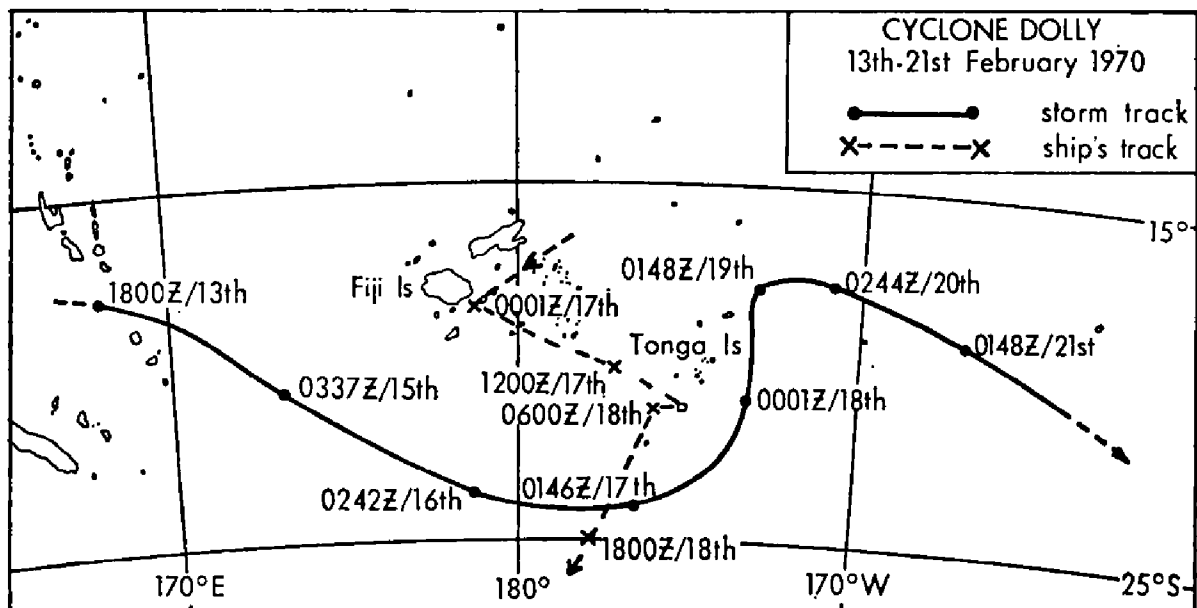 CYCLONE DOLLY
13th-21st February 1970
storm track
ship's track
15°
0148Z/19th
Fiji Is
1800Z/13th
0001Z/17th
0244Z/20th
Tonga Is
0148Z/21st
1200Z/17th
0337Z/15th
0600Z/18th
0001Z/18th
0242Z/16th
0146Z/17th
1800Z/18th
170°E
180°
170°W
25°S